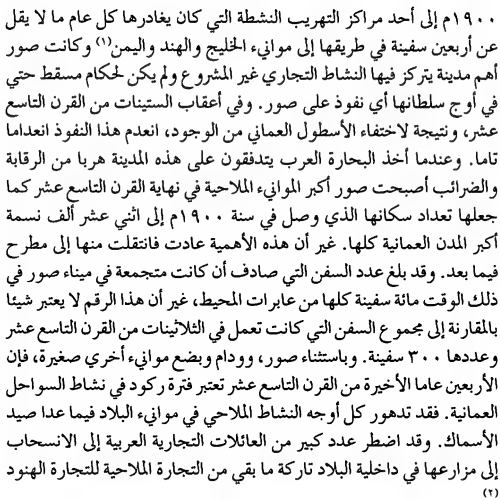 ١٩٠٠م إلى أحد مراكز التهريب النشطة التي كان يغادرها كل عام ما لا يقل
عن أربعين سفينة في طريقها إلى موانيء الخليج والهند واليمن(١) وكانت صور
أهم مدينة يتركز فيها النشاط التجاري غير المشروع ولم يكن لحكام مسقط حتي
في أوج سلطانها أي نفوذ على صور. وفي أعقاب الستينات من القرن التاسع
عشر، ونتيجة لاختفاء الأسطول العماني من الوجود، انعدم هذا النفوذ انعداما
تاما. وعندما أخذ البحارة العرب يتدفقون على هذه المدينة هربا من الرقابة
والضرائب أصبحت صور أكبر الموانيء الملاحية في نهاية القرن التاسع عشر كما
جعلها تعداد سكانها الذي وصل في سنة ١٩٠٠م إلى اثني عشر ألف نسمة
أكبر المدن العمانية كلها. غير أن هذه الأهمية عادت فانتقلت منها إلى مطرح
فيما بعد. وقد بلغ عدد السفن التي صادف أن كانت متجمعة في ميناء صور في
ذلك الوقت مائة سفينة كلها من عابرات المحيط، غير أن هذا الرقم لا يعتبر شيئا
بالمقارنة إلى مجموع السفن التي كانت تعمل في الثلاثينات من القرن التاسع عشر
وعددها ٣٠٠ سفينة. وباستثناء صور، وودام وبضع موانيء أخري صغيرة، فإن
الأربعين عاما الأخيرة من القرن التاسع عشر تعتبر فترة ركود في نشاط السواحل
العمانية. فقد تدهور كل أوجه النشاط الملاحي في موانيء البلاد فيما عدا صيد
الأسماك. وقد اضطر عدد كبير من العائلات التجارية العربية إلى الانسحاب
إلى مزارعها في داخلية البلاد تاركة ما بقي من التجارة الملاحية للتجارة الهنود
(٢)